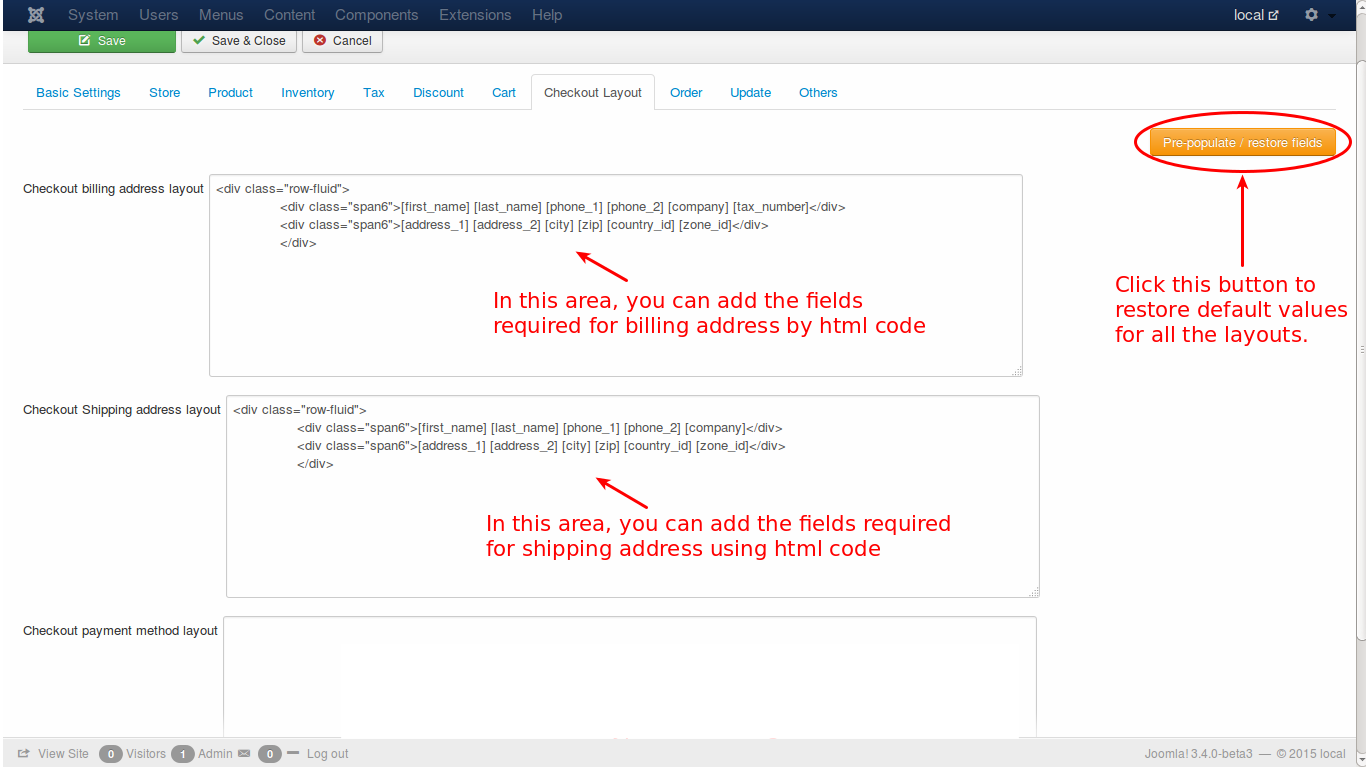 System Users Menus Content Components Extensions Help local
Save Save & Close Cancel
Basic Settings Store Product Inventory Tax Discount Cart Checkout Layout Order Update Others
Pre-populate / restore fields
Checkout billing address layout
<div class="row-fluid">
<div class="span6">[first_name] [last_name] [phone_1] [phone_2] [company] [tax_number]</div>
<div class="span6">[address_1] [address_2] [city] [zip] [country_id] [zone_id]</div>
</div>
In this area, you can add the fields
required for billing address by html code
Click this button to
restore default values
for all the layouts.
Checkout Shipping address layout
<div class="row-fluid">
<div class="span6">[first_name] [last_name] [phone_1] [phone_2] [company]</div>
<div class="span6">[address_1] [address_2] [city] [zip] [country_id] [zone_id]</div>
</div>
In this area, you can add the fields required
for shipping address using html code
Checkout payment method layout
View Site 0 Visitors 1 Admin 0 Log out Joomla! 3.4.0-beta3 — © 2015 local